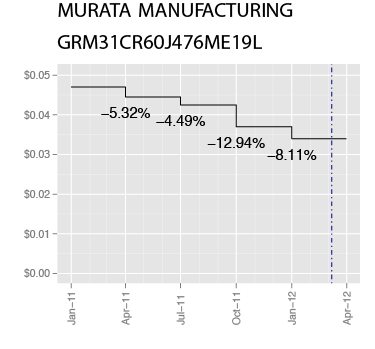 MURATA MANUFACTURING
GRM31CR60J476ME19L
$0.05
$0.04
$0.03
$0.02
$0.01
$0.00
−5.32%
−4.49%
−12.94%
−8.11%
Jan−11
Apr−11
Jul−11
Oct−11
Jan−12
Apr−12